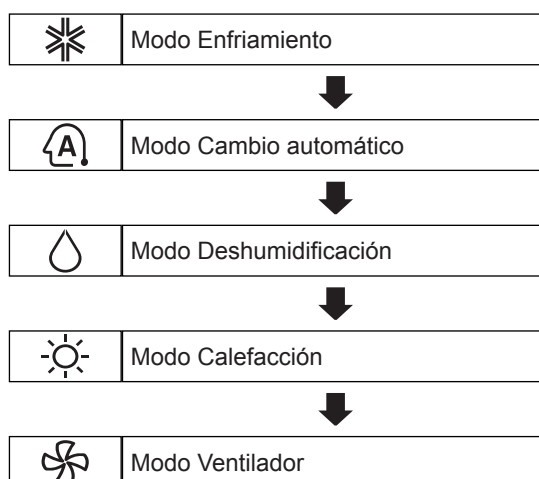 Modo Enfriamiento
A
Modo Cambio automático
Modo Deshumidificación
Modo Calefacción
Modo Ventilador